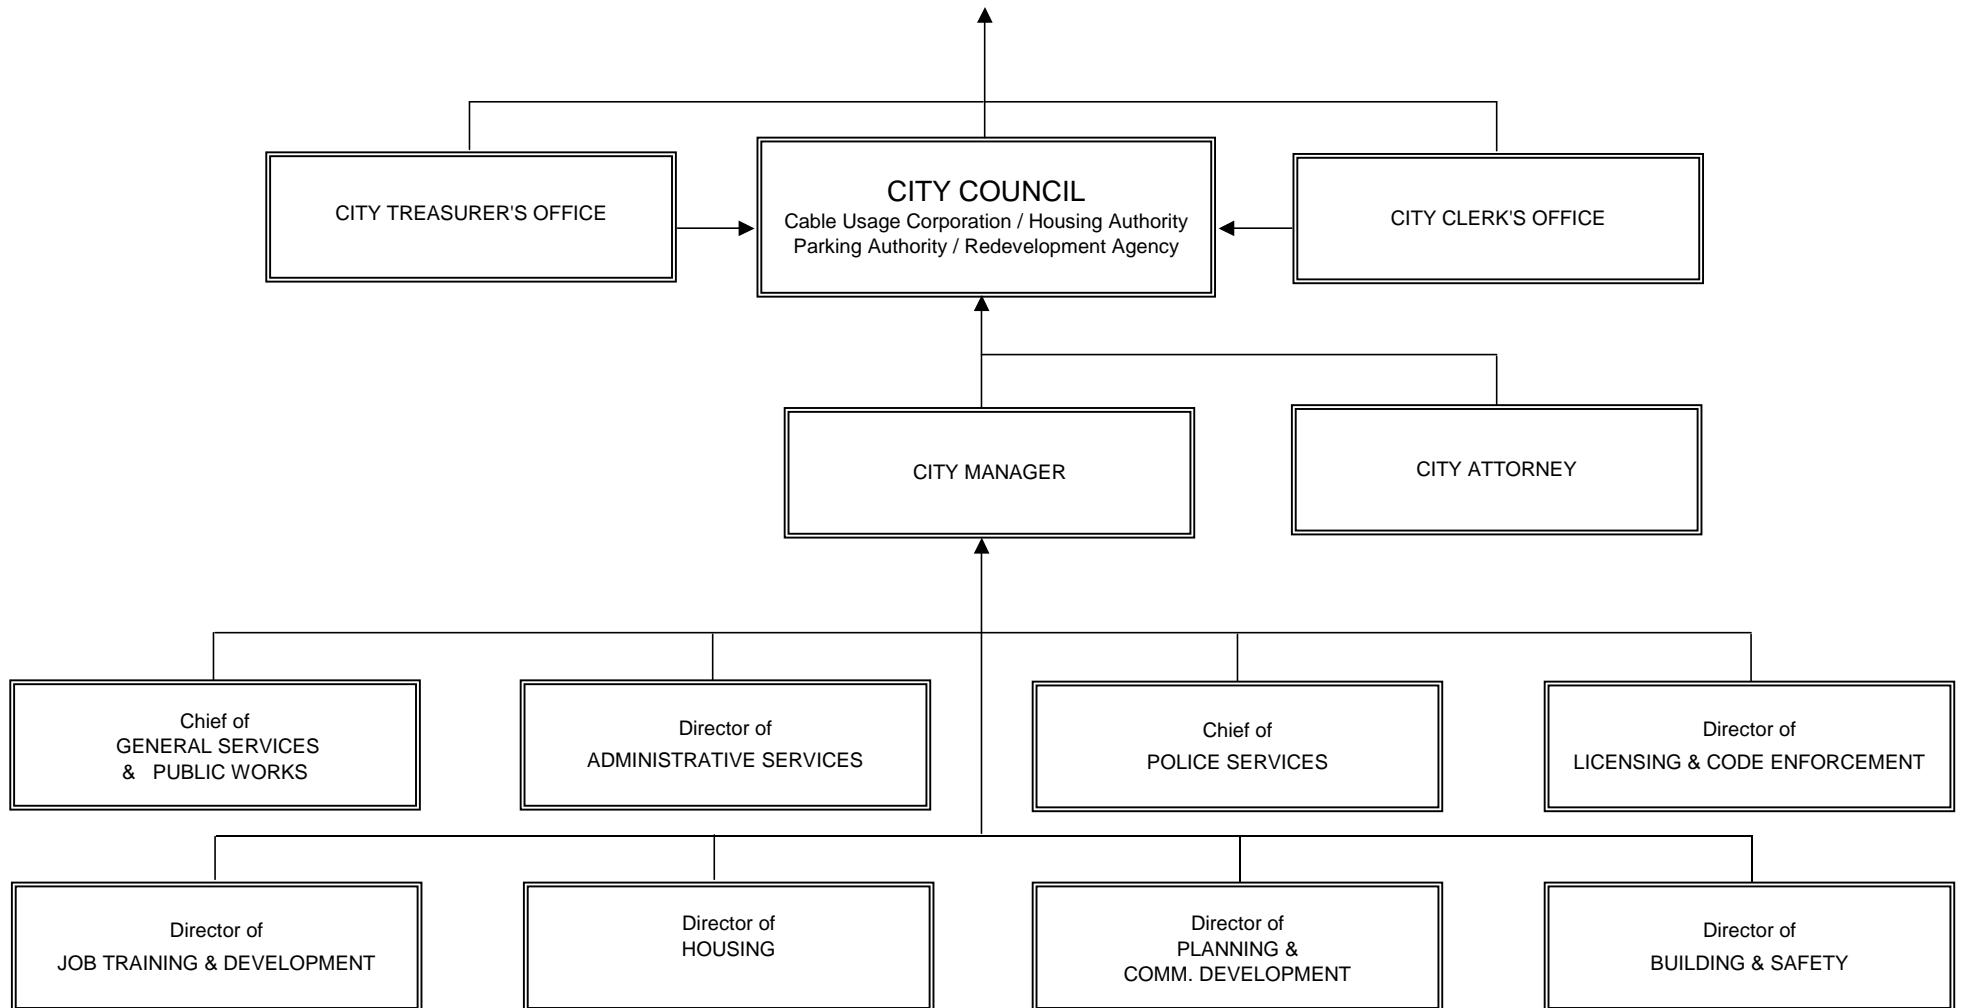 CITY TREASURER'S OFFICE
CITY COUNCIL
Cable Usage Corporation / Housing Authority
Parking Authority / Redevelopment Agency
CITY CLERK'S OFFICE
CITY MANAGER
CITY ATTORNEY
Chief of
GENERAL SERVICES
& PUBLIC WORKS
Director of
ADMINISTRATIVE SERVICES
Chief of
POLICE SERVICES
Director of
LICENSING & CODE ENFORCEMENT
Director of
JOB TRAINING & DEVELOPMENT
Director of
HOUSING
Director of
PLANNING &
COMM. DEVELOPMENT
Director of
BUILDING & SAFETY